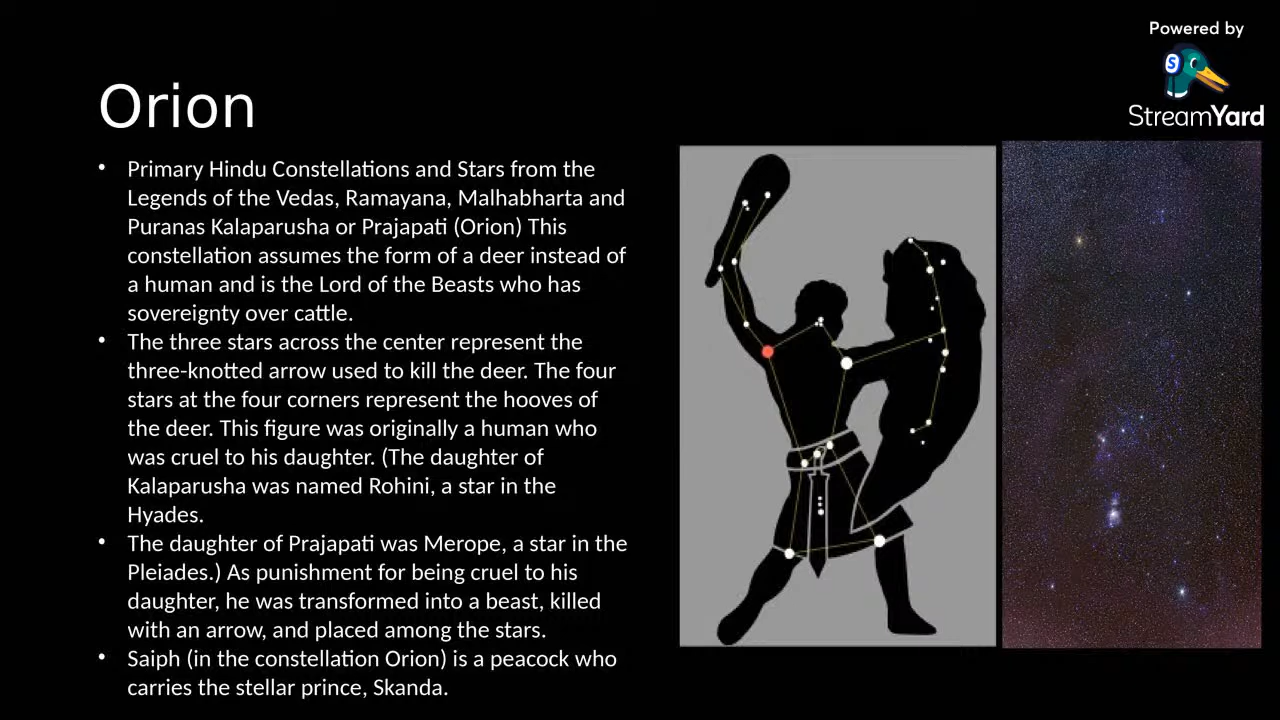 Powered by
S
StreamYard
Orion
• Primary Hindu Constellations and Stars from the
Legends of the Vedas, Ramayana, Malhabharta and
Puranas Kalaparusha or Prajapati (Orion) This
constellation assumes the form of a deer instead of
a human and is the Lord of the Beasts who has
sovereignty over cattle.
• The three stars across the center represent the
three-knotted arrow used to kill the deer. The four
stars at the four corners represent the hooves of
the deer. This figure was originally a human who
was cruel to his daughter. (The daughter of
Kalaparusha was named Rohini, a star in the
Hyades.
• The daughter of Prajapati was Merope, a star in the
Pleiades.) As punishment for being cruel to his
daughter, he was transformed into a beast, killed
with an arrow, and placed among the stars.
• Saiph (in the constellation Orion) is a peacock who
carries the stellar prince, Skanda.